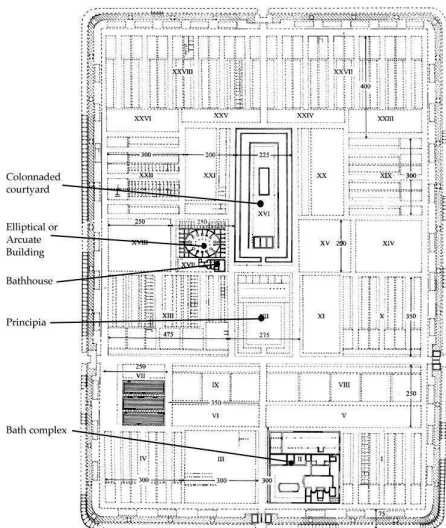 XXVIII XXVII
400
XXVI XXV XXIV XXIII
Colonnaded
courtyard
300 200 225
XXII XXI XX XIX 300
XVI
Elliptical or
Arcuate
Building
250 250
XVIII XV 260 XIV
Bathhouse
XVII
Principia
XIII XII XI X 350
475 275
250
VII
IX VIII
250
350
VI V
Bath complex
IV III II I
300 300 300
75